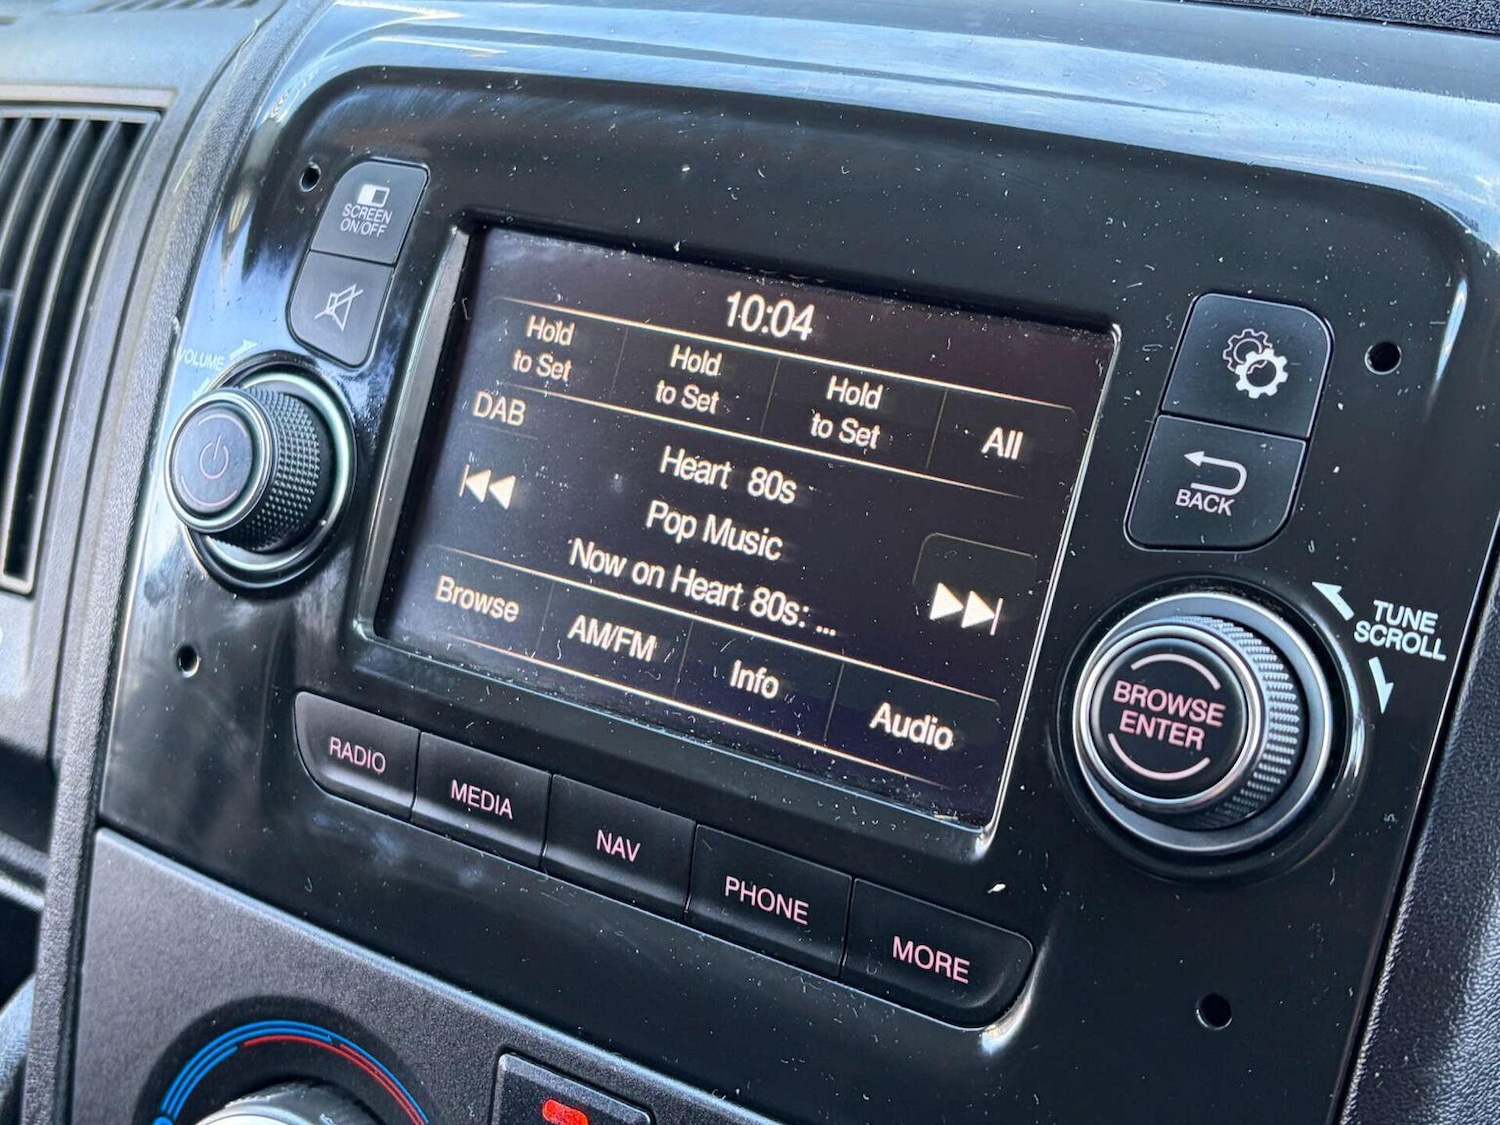 SCREEN
ON/OFF
VOLUME
10:04
Hold
to Set
Hold
to Set
Hold
to Set
All
DAB
Heart 80s
Pop Music
Now on Heart 80s: ...
Browse
AM/FM
Info
Audio
BACK
TUNE
SCROLL
BROWSE
ENTER
RADIO
MEDIA
NAV
PHONE
MORE